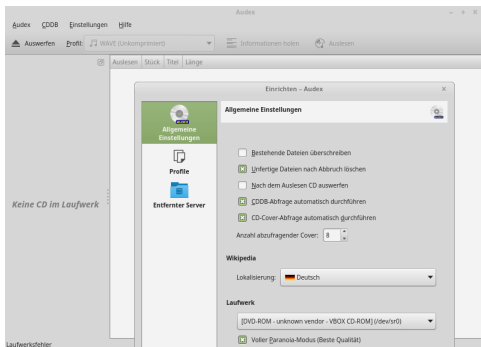 Audex
Audex CDDB Einstellungen Hilfe
Auswerfen Profil: WAVE (Unkomprimiert) Informationen holen Auslesen
Auslesen Stück Titel Länge
Einrichten – Audex
Allgemeine Einstellungen
Allgemeine
Einstellungen
Profile
Entfernter Server
Bestehende Dateien überschreiben
Unfertige Dateien nach Abbruch löschen
Nach dem Auslesen CD auswerfen
CDDB-Abfrage automatisch durchführen
CD-Cover-Abfrage automatisch durchführen
Anzahl abzufragender Cover: 8
Wikipedia
Lokalisierung: Deutsch
Laufwerk
[DVD-ROM - unknown vendor - VBOX CD-ROM] (/dev/sr0)
Voller Paranoia-Modus (Beste Qualität)
Keine CD im Laufwerk
Laufwerksfehler